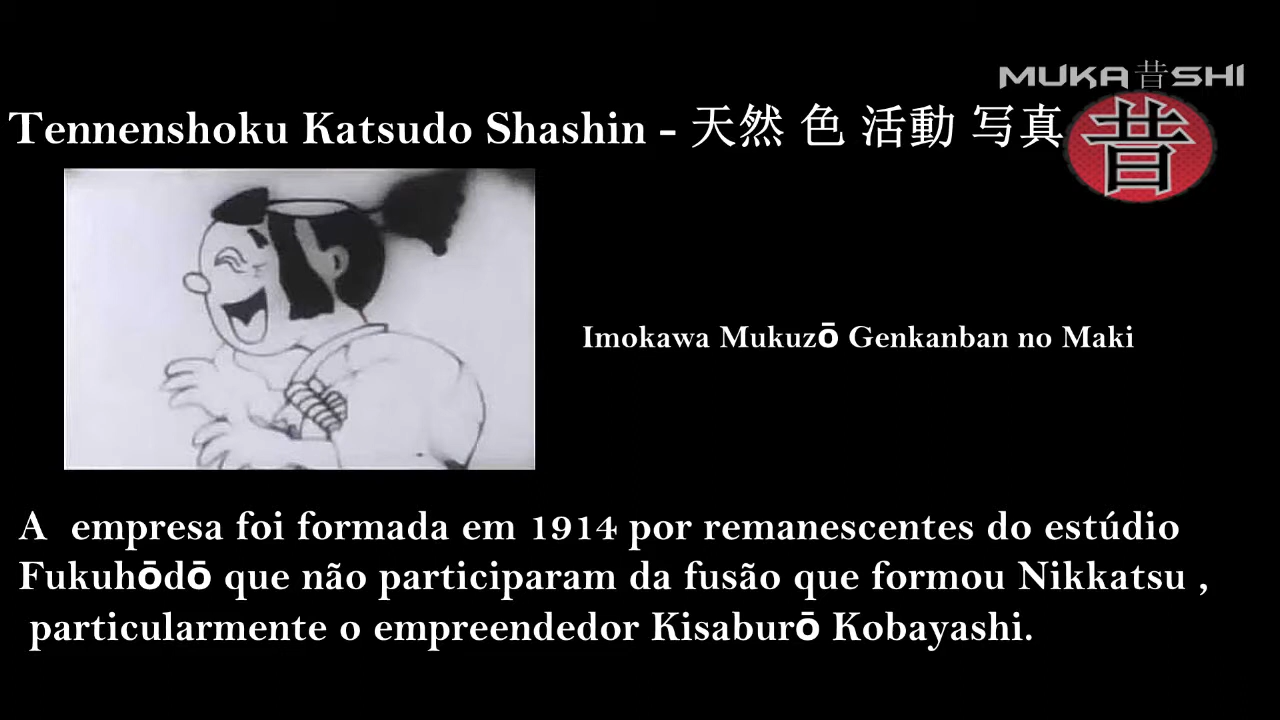 MUKA昔SHI
Tennenshoku Katsudo Shashin - 天然 色 活動 写真
昔
Imokawa Mukuzō Genkanban no Maki
A empresa foi formada em 1914 por remanescentes do estúdio
Fukuhōdō que não participaram da fusão que formou Nikkatsu ,
particularmente o empreendedor Kisaburō Kobayashi.